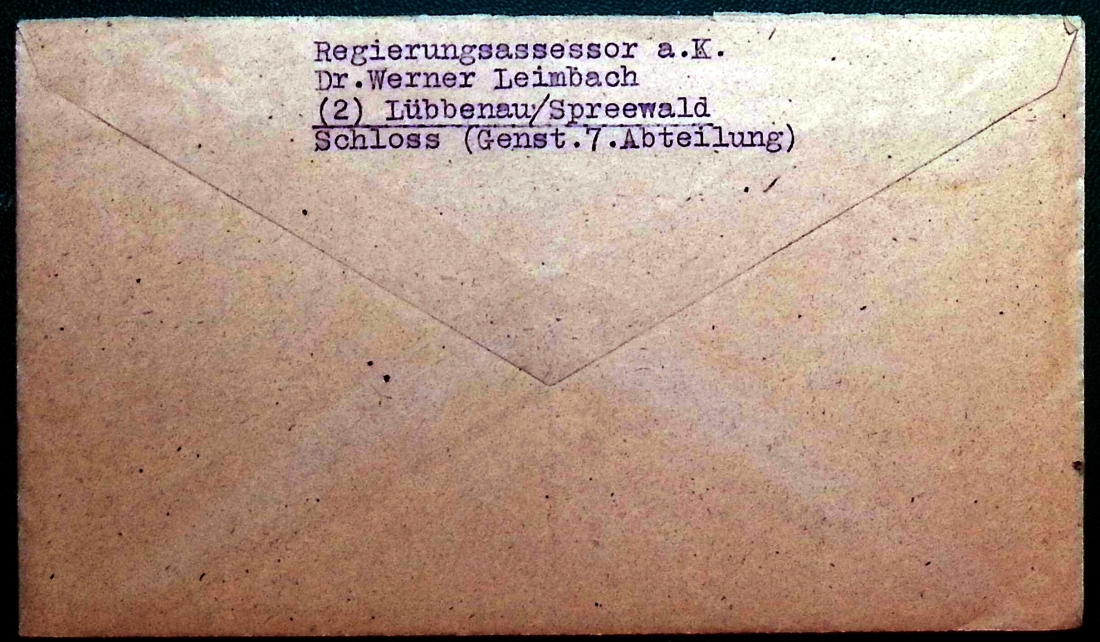 Regierungsassessor a.K.
Dr.Werner Leimbach
(2) Lübbenau/Spreewald
Schloss (Genst.7.Abteilung)